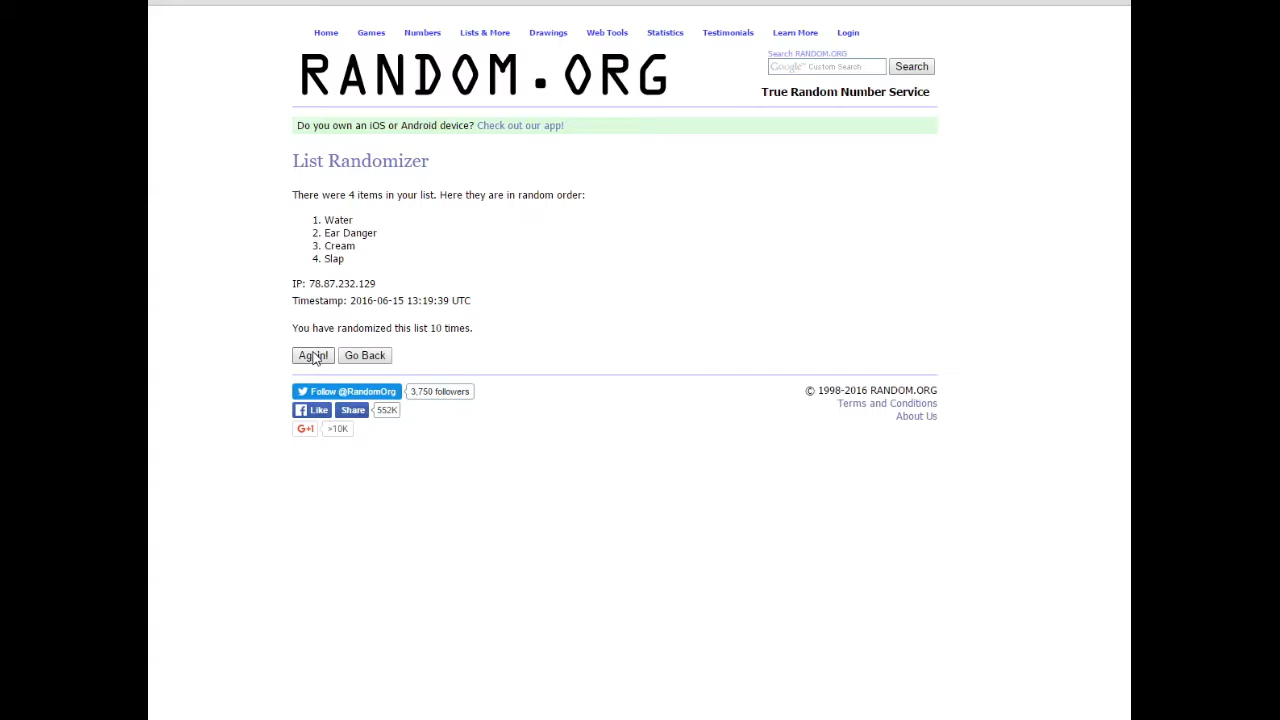 Home Games Numbers Lists & More Drawings Web Tools Statistics Testimonials Learn More Login
RANDOM.ORG
Search RANDOM.ORG
Google™ Custom Search Search
True Random Number Service
Do you own an iOS or Android device? Check out our app!
List Randomizer
There were 4 items in your list. Here they are in random order:
1. Water
2. Ear Danger
3. Cream
4. Slap
IP: 78.87.232.129
Timestamp: 2016-06-15 13:19:39 UTC
You have randomized this list 10 times.
Again! Go Back
Follow @RandomOrg 3,750 followers
Like Share 552K
G+1 >10K
© 1998-2016 RANDOM.ORG
Terms and Conditions
About Us